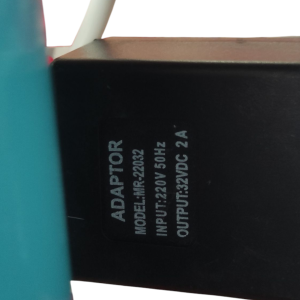 ADAPTOR
MODEL:MR-22032
INPUT:220V 50Hz
OUTPUT:32VDC 2 A